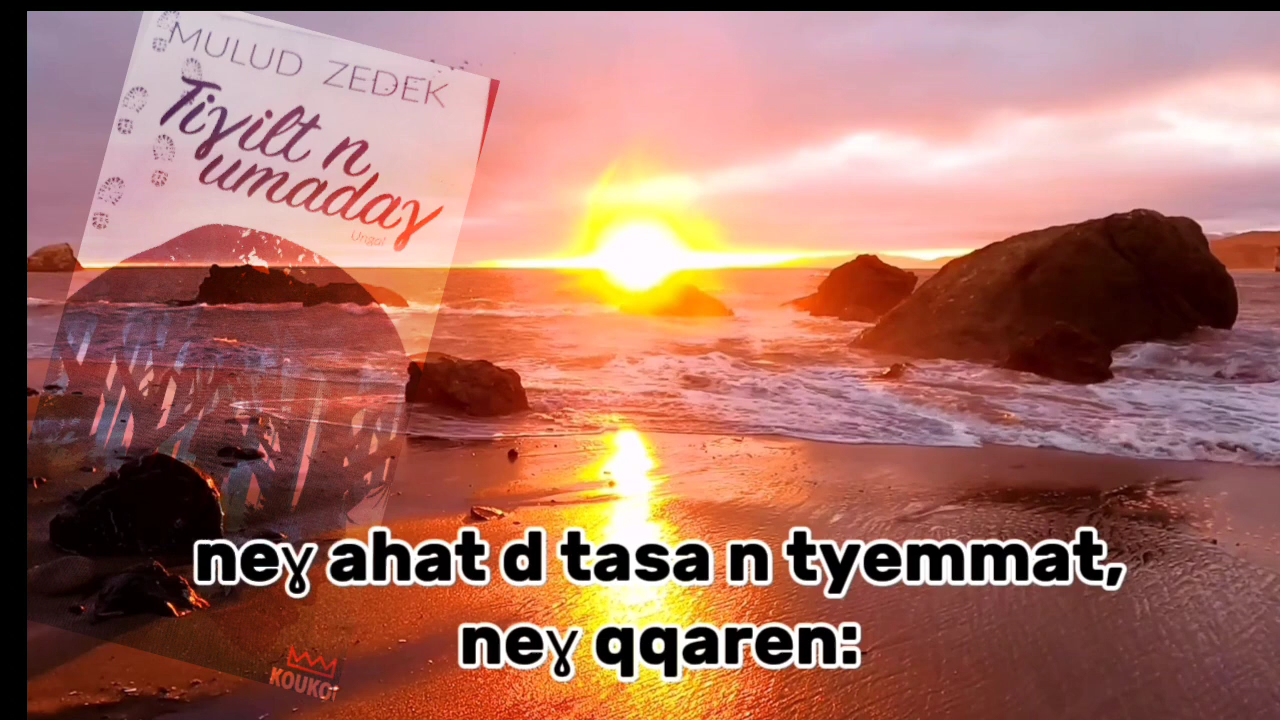 MULUD ZEDEK
Tiɣilt n
umadaɣ
Ungal
KOUKOU
neɣ ahat d tasa n tyemmat,
neɣ qqaren: